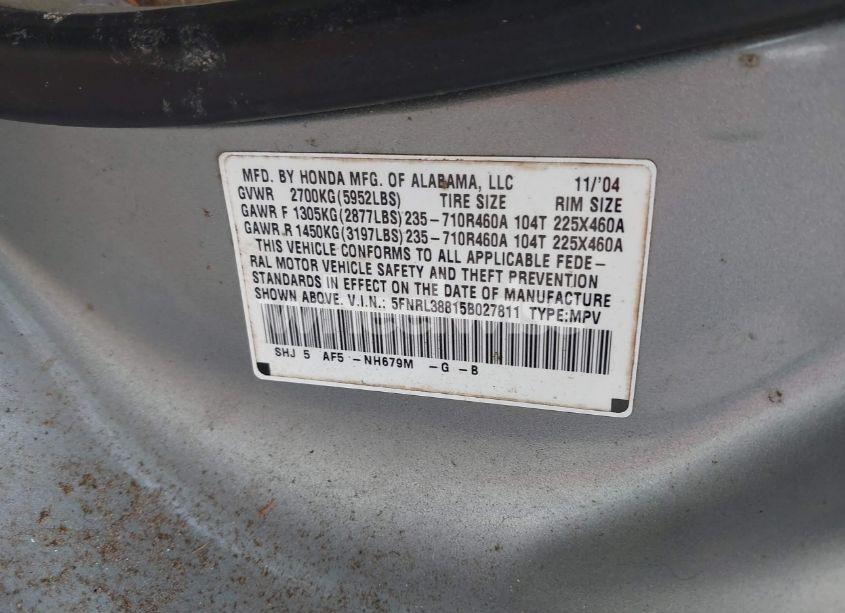 MFD. BY HONDA MFG. OF ALABAMA, LLC 11/'04
GVWR 2700KG(5952LBS) TIRE SIZE RIM SIZE
GAWR F 1305KG(2877LBS)235-710R460A 104T 225X460A
GAWR R 1450KG(3197LBS)235-710R460A 104T 225X460A
THIS VEHICLE CONFORMS TO ALL APPLICABLE FEDE-
RAL MOTOR VEHICLE SAFETY AND THEFT PREVENTION
STANDARDS IN EFFECT ON THE DATE OF MANUFACTURE
SHOWN ABOVE. V.I.N.: 5FNRL38815B027811 TYPE:MPV
SHJ 5 AF5 -NH679M -G -B